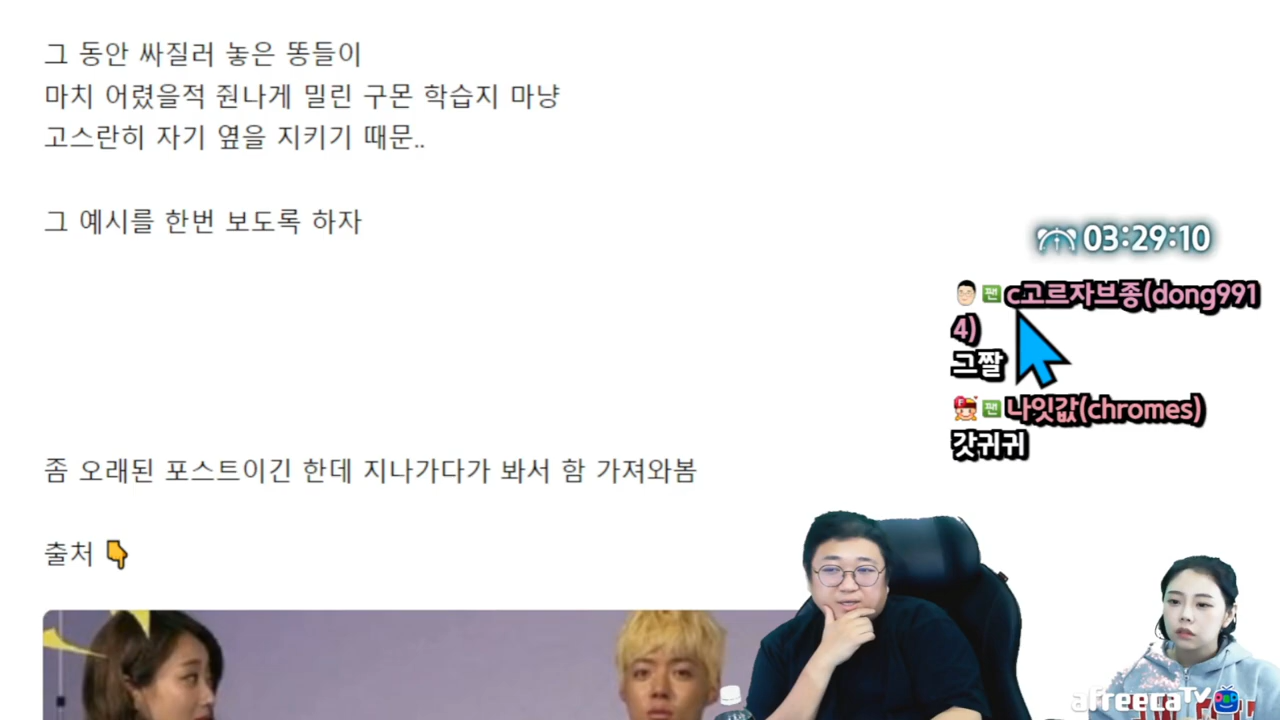 그 동안 싸질러 놓은 똥들이
마치 어렸을적 줜나게 밀린 구몬 학습지 마냥
고스란히 자기 옆을 지키기 때문..
그 예시를 한번 보도록 하자
03:29:10
팬 c고르자브종(dong991
4)
그짤
팬 나잇값(chromes)
갓귀귀
좀 오래된 포스트이긴 한데 지나가다가 봐서 함 가져와봄
출처 👇
afreecaTV